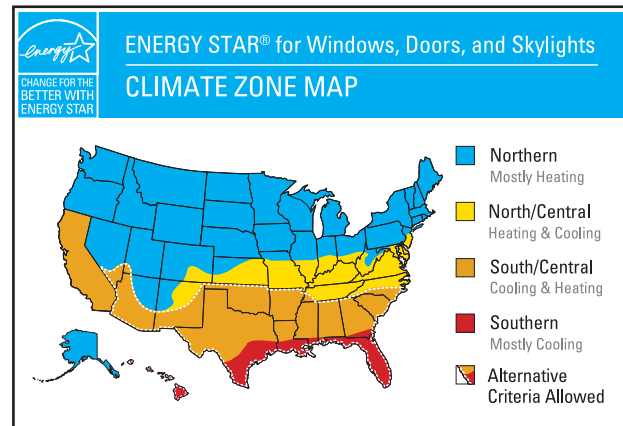 energy
CHANGE FOR THE
BETTER WITH
ENERGY STAR
ENERGY STAR® for Windows, Doors, and Skylights
CLIMATE ZONE MAP
Northern
Mostly Heating
North/Central
Heating & Cooling
South/Central
Cooling & Heating
Southern
Mostly Cooling
Alternative
Criteria Allowed